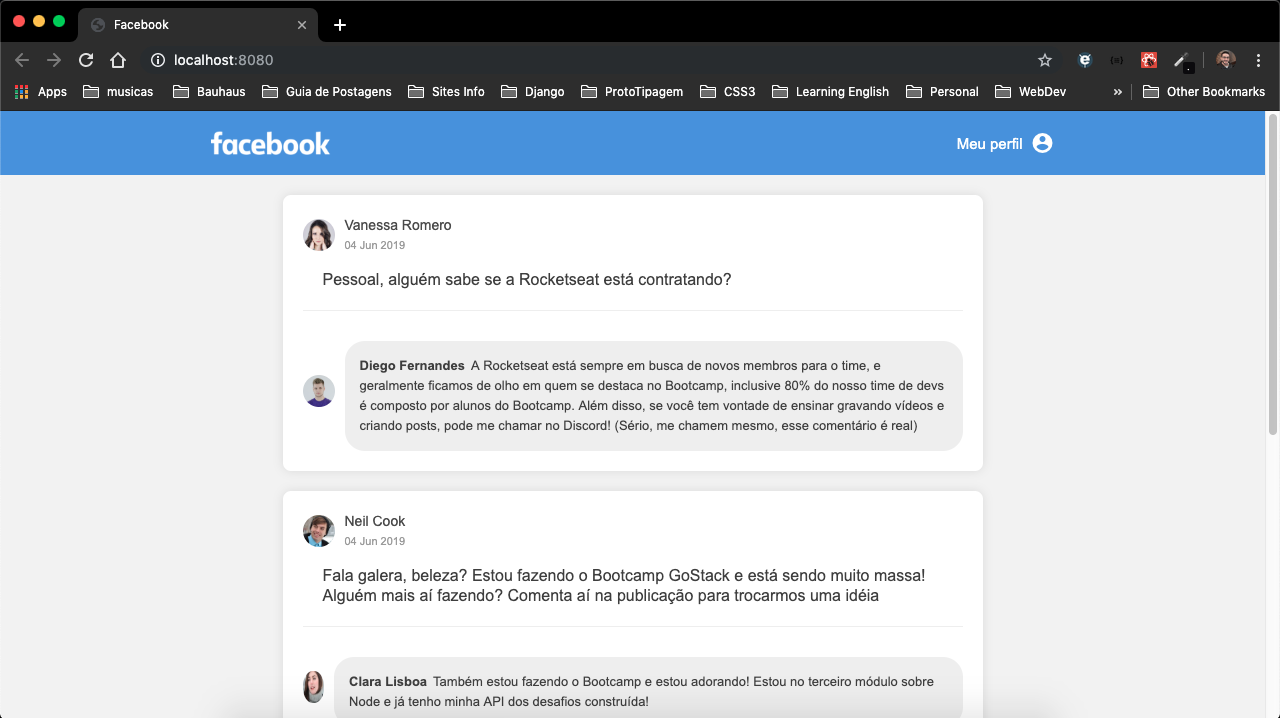 Facebook
localhost:8080
Apps musicas Bauhaus Guia de Postagens Sites Info Django ProtoTipagem CSS3 Learning English Personal WebDev » Other Bookmarks
facebook Meu perfil
Vanessa Romero
04 Jun 2019
Pessoal, alguém sabe se a Rocketseat está contratando?
Diego Fernandes A Rocketseat está sempre em busca de novos membros para o time, e
geralmente ficamos de olho em quem se destaca no Bootcamp, inclusive 80% do nosso time de devs
é composto por alunos do Bootcamp. Além disso, se você tem vontade de ensinar gravando vídeos e
criando posts, pode me chamar no Discord! (Sério, me chamem mesmo, esse comentário é real)
Neil Cook
04 Jun 2019
Fala galera, beleza? Estou fazendo o Bootcamp GoStack e está sendo muito massa!
Alguém mais aí fazendo? Comenta aí na publicação para trocarmos uma idéia
Clara Lisboa Também estou fazendo o Bootcamp e estou adorando! Estou no terceiro módulo sobre
Node e já tenho minha API dos desafios construída!